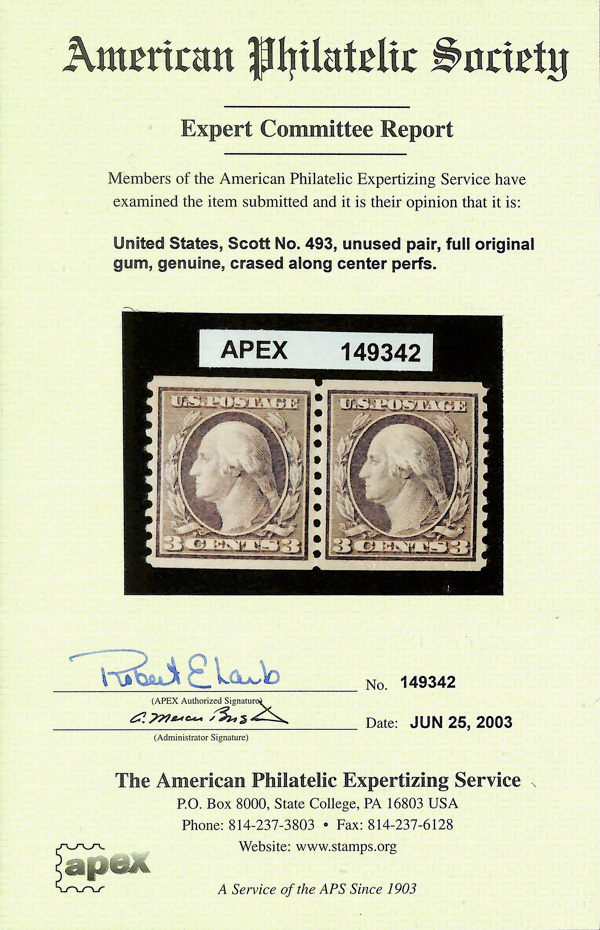 American Philatelic Society
Expert Committee Report
Members of the American Philatelic Expertizing Service have
examined the item submitted and it is their opinion that it is:
United States, Scott No. 493, unused pair, full original
gum, genuine, crased along center perfs.
APEX 149342
U.S.POSTAGE U.S.POSTAGE
3 CENTS 3 3 CENTS 3
Robert E Lamb
No. 149342
(APEX Authorized Signature)
Date: JUN 25, 2003
(Administrator Signature)
The American Philatelic Expertizing Service
P.O. Box 8000, State College, PA 16803 USA
Phone: 814-237-3803 • Fax: 814-237-6128
Website: www.stamps.org
apex
A Service of the APS Since 1903